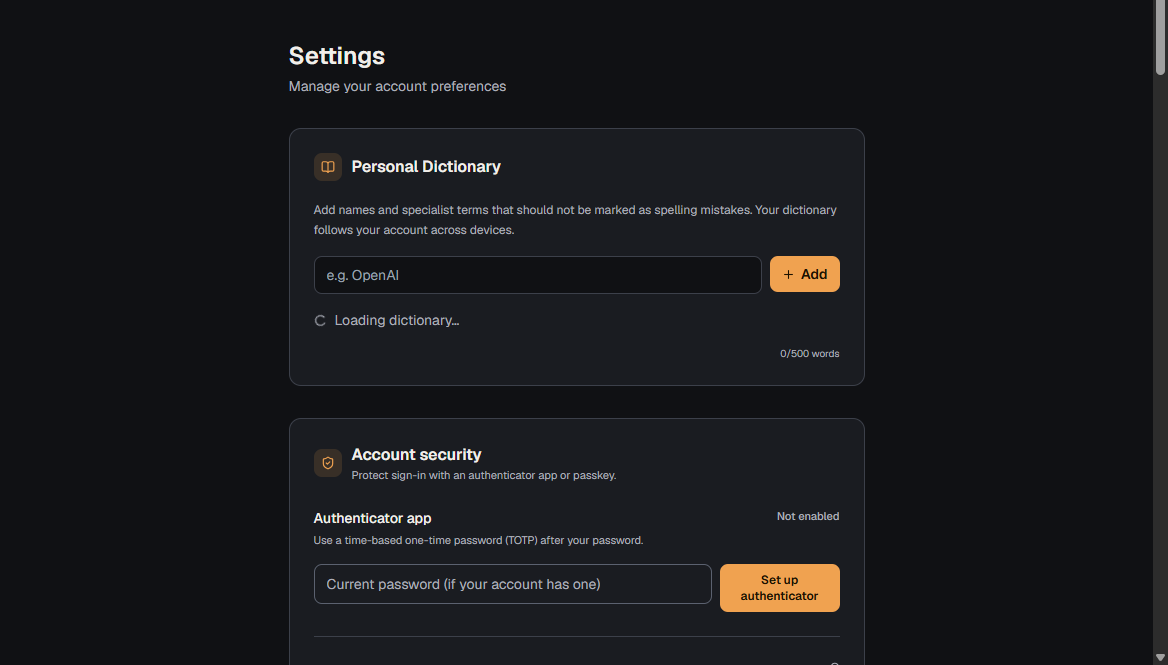 Settings
Manage your account preferences
Personal Dictionary
Add names and specialist terms that should not be marked as spelling mistakes. Your dictionary
follows your account across devices.
e.g. OpenAI
+ Add
Loading dictionary...
0/500 words
Account security
Protect sign-in with an authenticator app or passkey.
Authenticator app
Not enabled
Use a time-based one-time password (TOTP) after your password.
Current password (if your account has one)
Set up
authenticator